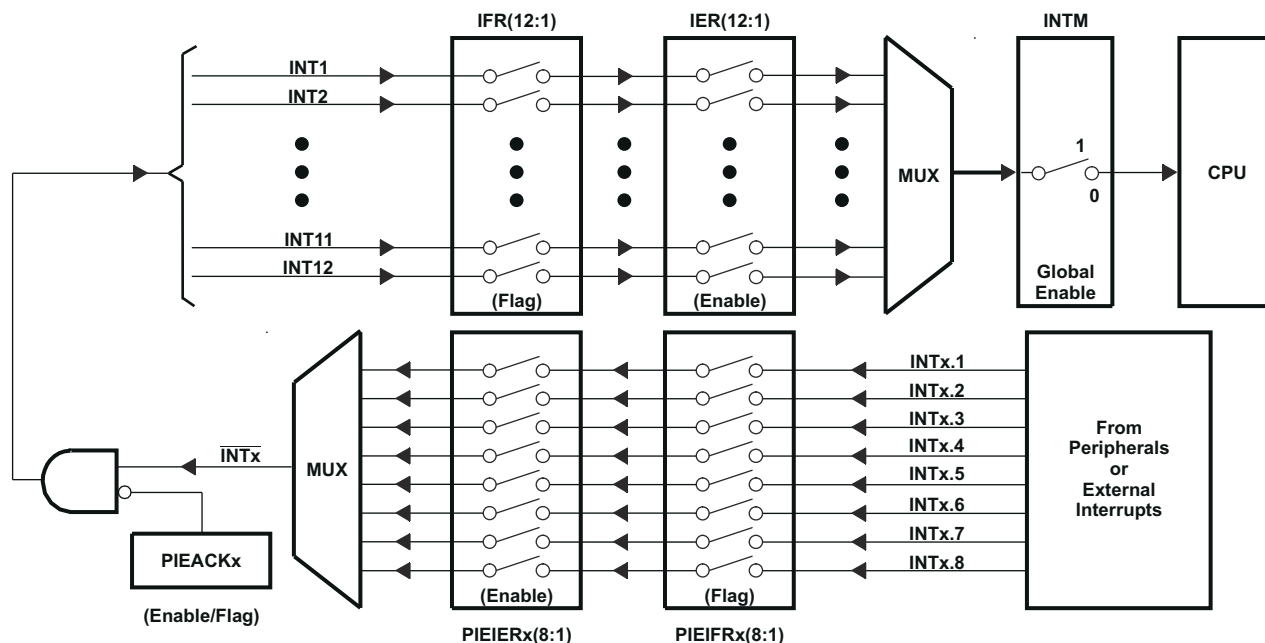 IFR(12:1)
IER(12:1)
INTM
INT1
INT2
1
MUX
CPU
0
INT11
INT12
Global
Enable
(Flag)
(Enable)
INTx.1
INTx.2
INTx.3
From
Peripherals
or
External
Interrupts
INTx
MUX
INTx.4
INTx.5
INTx.6
INTx.7
INTx.8
PIEACKx
(Enable/Flag)
(Enable)
(Flag)
PIEIERx(8:1)
PIEIFRx(8:1)